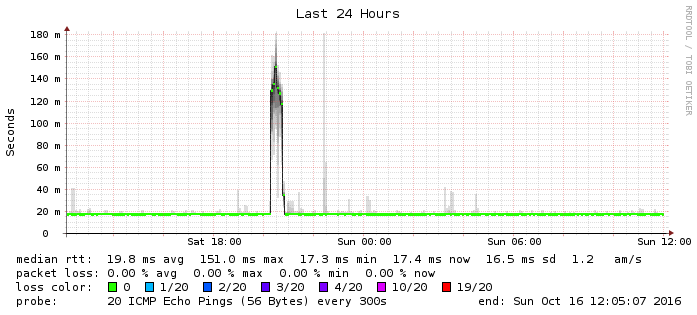 Last 24 Hours
RRDTOOL / TOBI OETIKER
Seconds
180 m
160 m
140 m
120 m
100 m
80 m
60 m
40 m
20 m
0
Sat 18:00 Sun 00:00 Sun 06:00 Sun 12:00
median rtt: 19.8 ms avg 151.0 ms max 17.3 ms min 17.4 ms now 16.5 ms sd 1.2 am/s
packet loss: 0.00 % avg 0.00 % max 0.00 % min 0.00 % now
loss color: 0 1/20 2/20 3/20 4/20 10/20 19/20
probe: 20 ICMP Echo Pings (56 Bytes) every 300s end: Sun Oct 16 12:05:07 2016